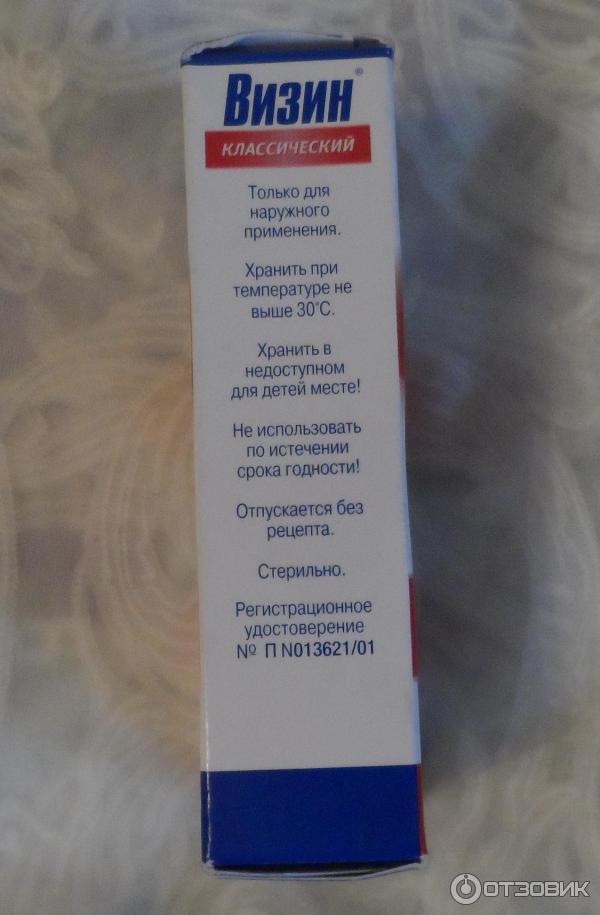 Визин®
КЛАССИЧЕСКИЙ
Только для
наружного
применения.
Хранить при
температуре не
выше 30°С.
Хранить в
недоступном
для детей месте!
Не использовать
по истечении
срока годности!
Отпускается без
рецепта.
Стерильно.
Регистрационное
удостоверение
№ П N013621/01
ОТЗОВИК